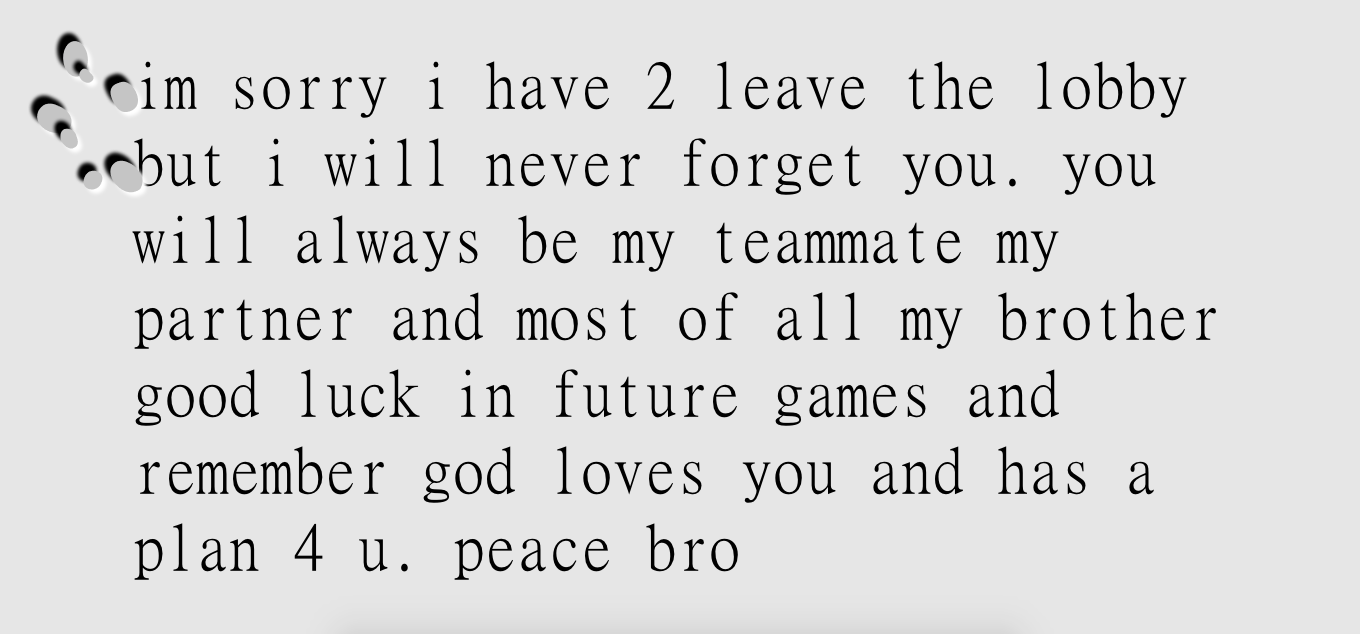 im sorry i have 2 leave the lobby
but i will never forget you. you
will always be my teammate my
partner and most of all my brother
good luck in future games and
remember god loves you and has a
plan 4 u. peace bro